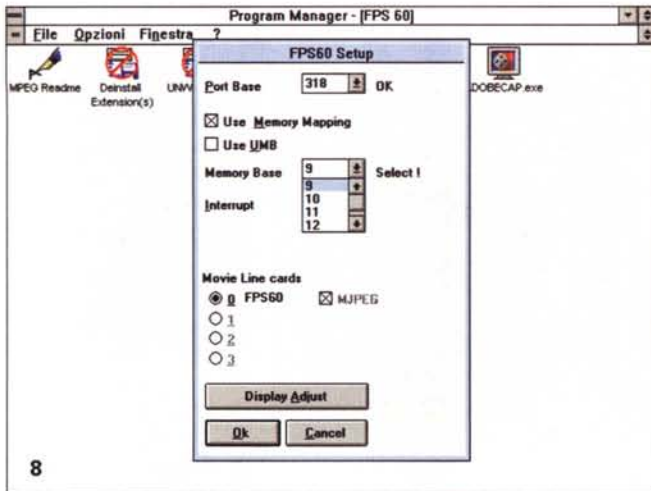 Program Manager - [FPS 60]
File Opzioni Finestra ?
MPEG Readme
Deinstall Extension(s)
FPS60 Setup
Port Base 318 OK
Use Memory Mapping
Use UMB
Memory Base 9 Select !
9
10
11
12
Interrupt
Movie Line cards
0 FPS60 MJPEG
1
2
3
Display Adjust
Ok Cancel
DOBECAP.exe
8